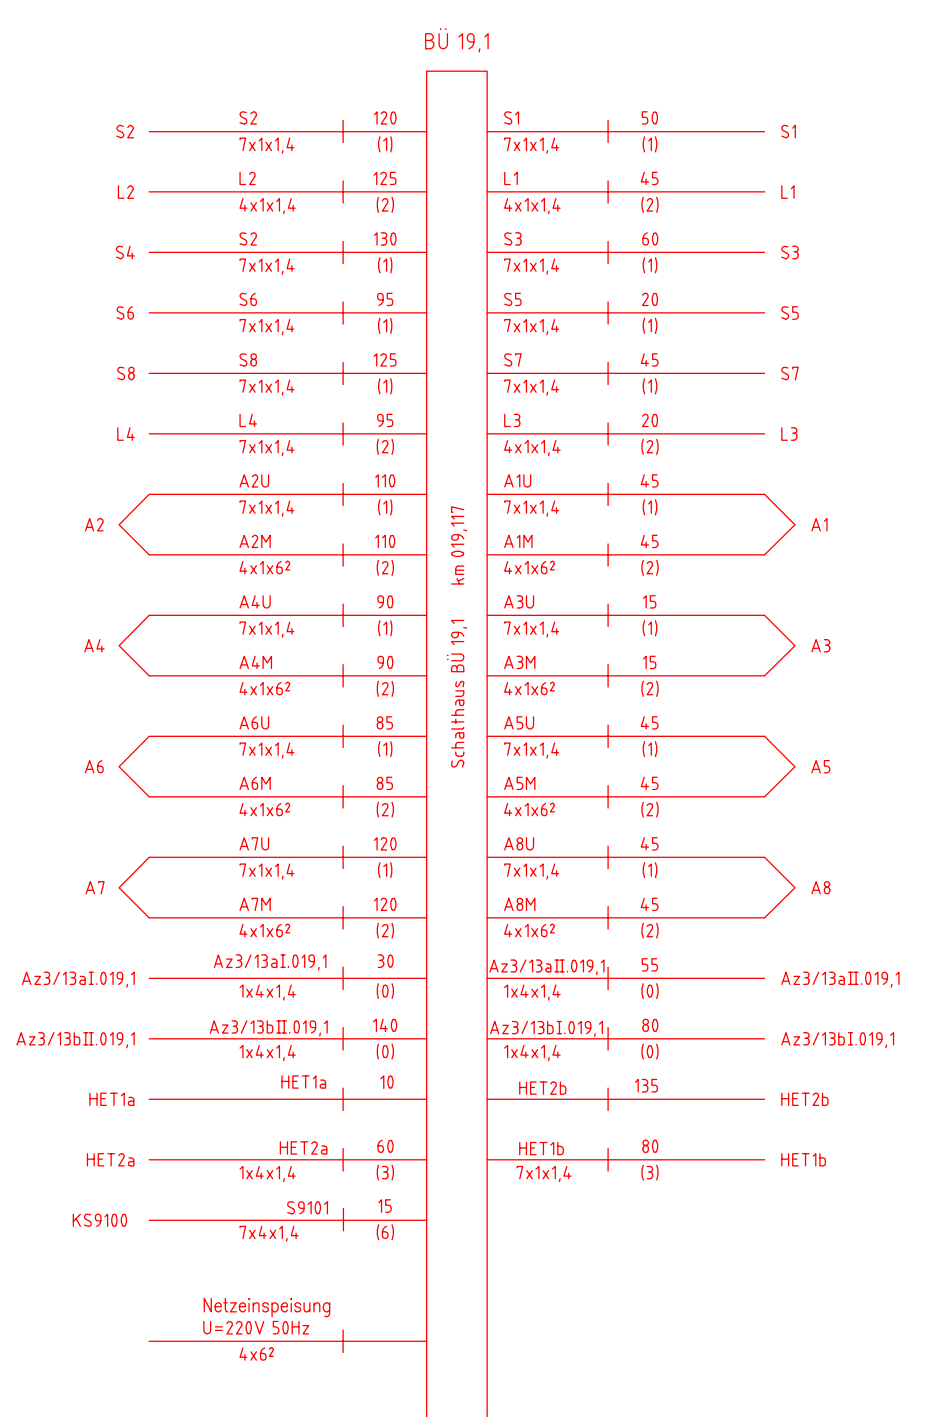 BÜ 19,1
S2 S2 120 S1 50 S1
7x1x1,4 (1) 7x1x1,4 (1)
L2 L2 125 L1 45 L1
4x1x1,4 (2) 4x1x1,4 (2)
S4 S2 130 S3 60 S3
7x1x1,4 (1) 7x1x1,4 (1)
S6 S6 95 S5 20 S5
7x1x1,4 (1) 7x1x1,4 (1)
S8 S8 125 S7 45 S7
7x1x1,4 (1) 7x1x1,4 (1)
L4 L4 95 L3 20 L3
7x1x1,4 (2) 4x1x1,4 (2)
A2U 110 A1U 45
7x1x1,4 (1) 7x1x1,4 (1)
A2 A1
A2M 110 A1M 45
4x1x6² (2) 4x1x6² (2)
A4U 90 A3U 15
7x1x1,4 (1) 7x1x1,4 (1)
A4 A3
A4M 90 A3M 15
4x1x6² (2) 4x1x6² (2)
Schalthaus BÜ 19,1 km 019,117
A6U 85 A5U 45
7x1x1,4 (1) 7x1x1,4 (1)
A6 A5
A6M 85 A5M 45
4x1x6² (2) 4x1x6² (2)
A7U 120 A8U 45
7x1x1,4 (1) 7x1x1,4 (1)
A7 A8
A7M 120 A8M 45
4x1x6² (2) 4x1x6² (2)
Az3/13aI.019,1 Az3/13aI.019,1 30 Az3/13aII.019,1 55 Az3/13aII.019,1
1x4x1,4 (0) 1x4x1,4 (0)
Az3/13bII.019,1 Az3/13bII.019,1 140 Az3/13bI.019,1 80 Az3/13bI.019,1
1x4x1,4 (0) 1x4x1,4 (0)
HET1a HET1a 10 HET2b 135 HET2b
HET2a HET2a 60 HET1b 80 HET1b
1x4x1,4 (3) 7x1x1,4 (3)
KS9100 S9101 15
7x4x1,4 (6)
Netzeinspeisung
U=220V 50Hz
4x6²